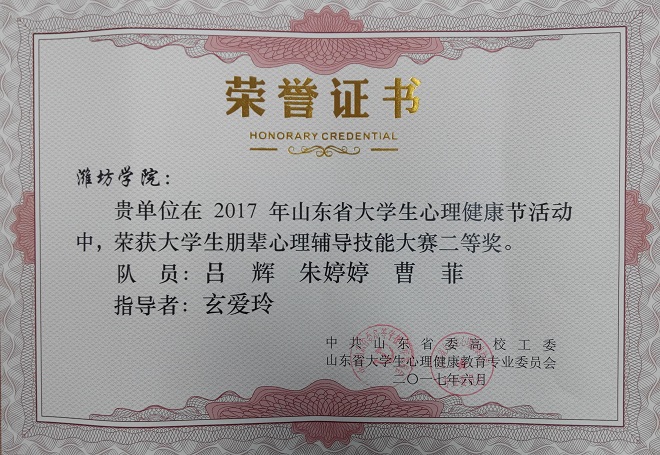 荣誉证书
HONORARY CREDENTIAL
潍坊学院：
贵单位在 2017 年山东省大学生心理健康节活动
中，荣获大学生朋辈心理辅导技能大赛二等奖。
队 员：吕 辉 朱婷婷 曹 菲
指导者：玄爱玲
中共山东省委高校工委
山东省大学生心理健康教育专业委员会
二〇一七年六月